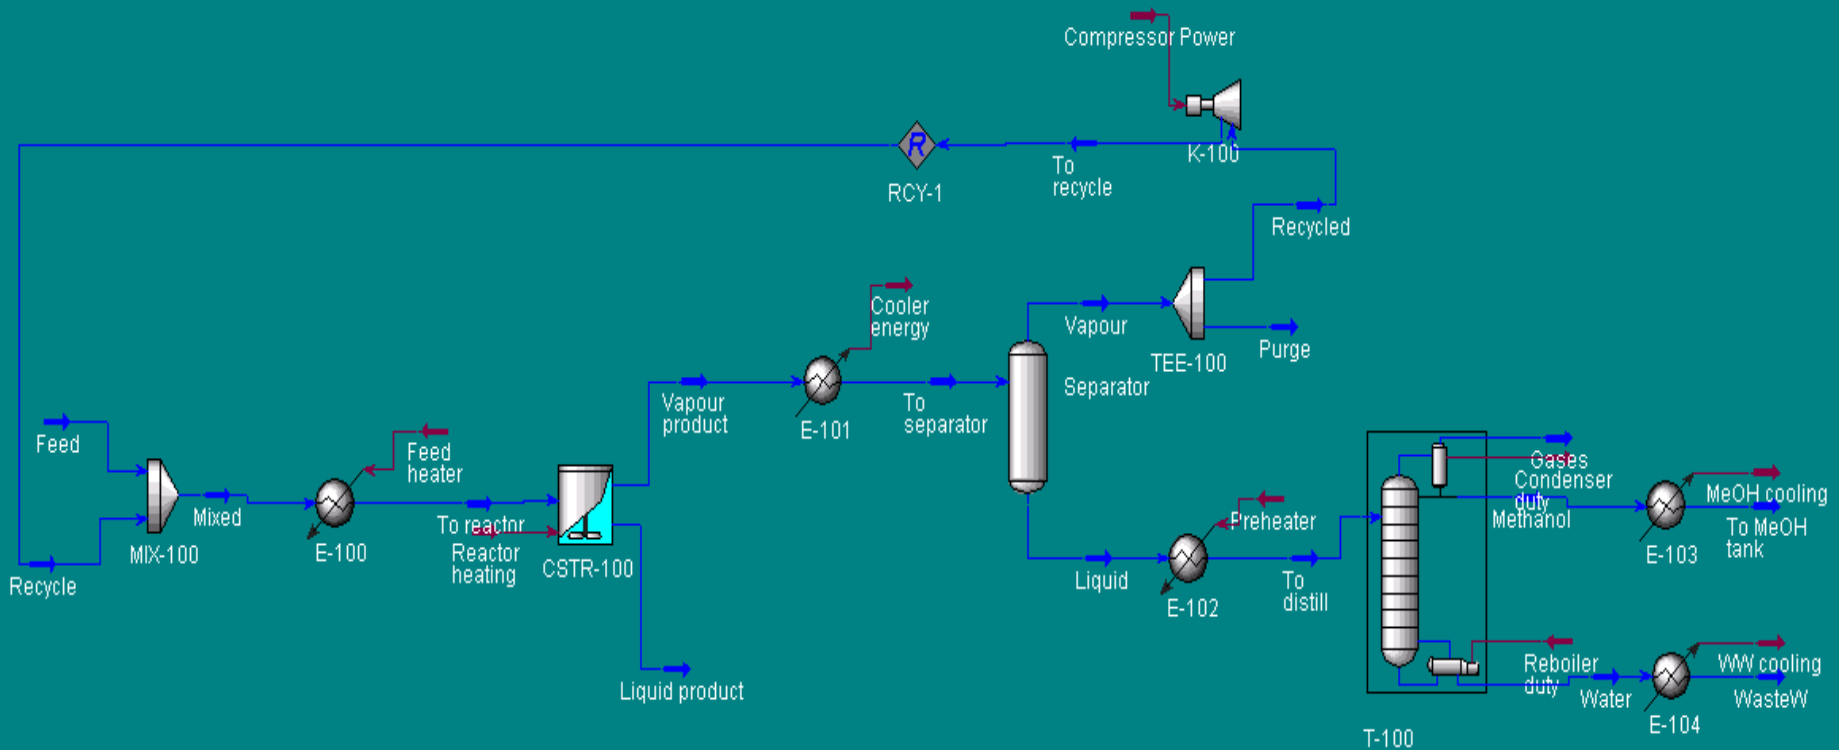 Compressor Power
K-100
R
To
recycle
RCY-1
Recycled
Cooler
energy
Vapour
Purge
TEE-100
Separator
Vapour
product
To
separator
E-101
Feed
Feed
heater
Mixed
To reactor
Reactor
heating
E-100
MIX-100
CSTR-100
Recycle
Liquid product
Preheater
Liquid
To
distill
E-102
Gases
Condenser
duty
Methanol
MeOH cooling
To MeOH
tank
E-103
Reboiler
duty
Water
WW cooling
WasteW
E-104
T-100